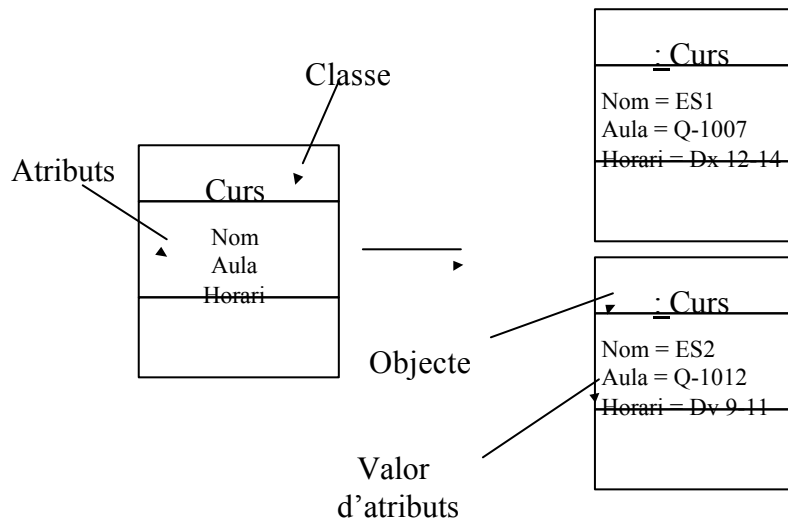 Classe
Atributs
Curs
Nom
Aula
Horari
: Curs
Nom = ES1
Aula = Q-1007
Horari = Dx 12-14
: Curs
Nom = ES2
Aula = Q-1012
Horari = Dv 9-11
Objecte
Valor
d’atributs